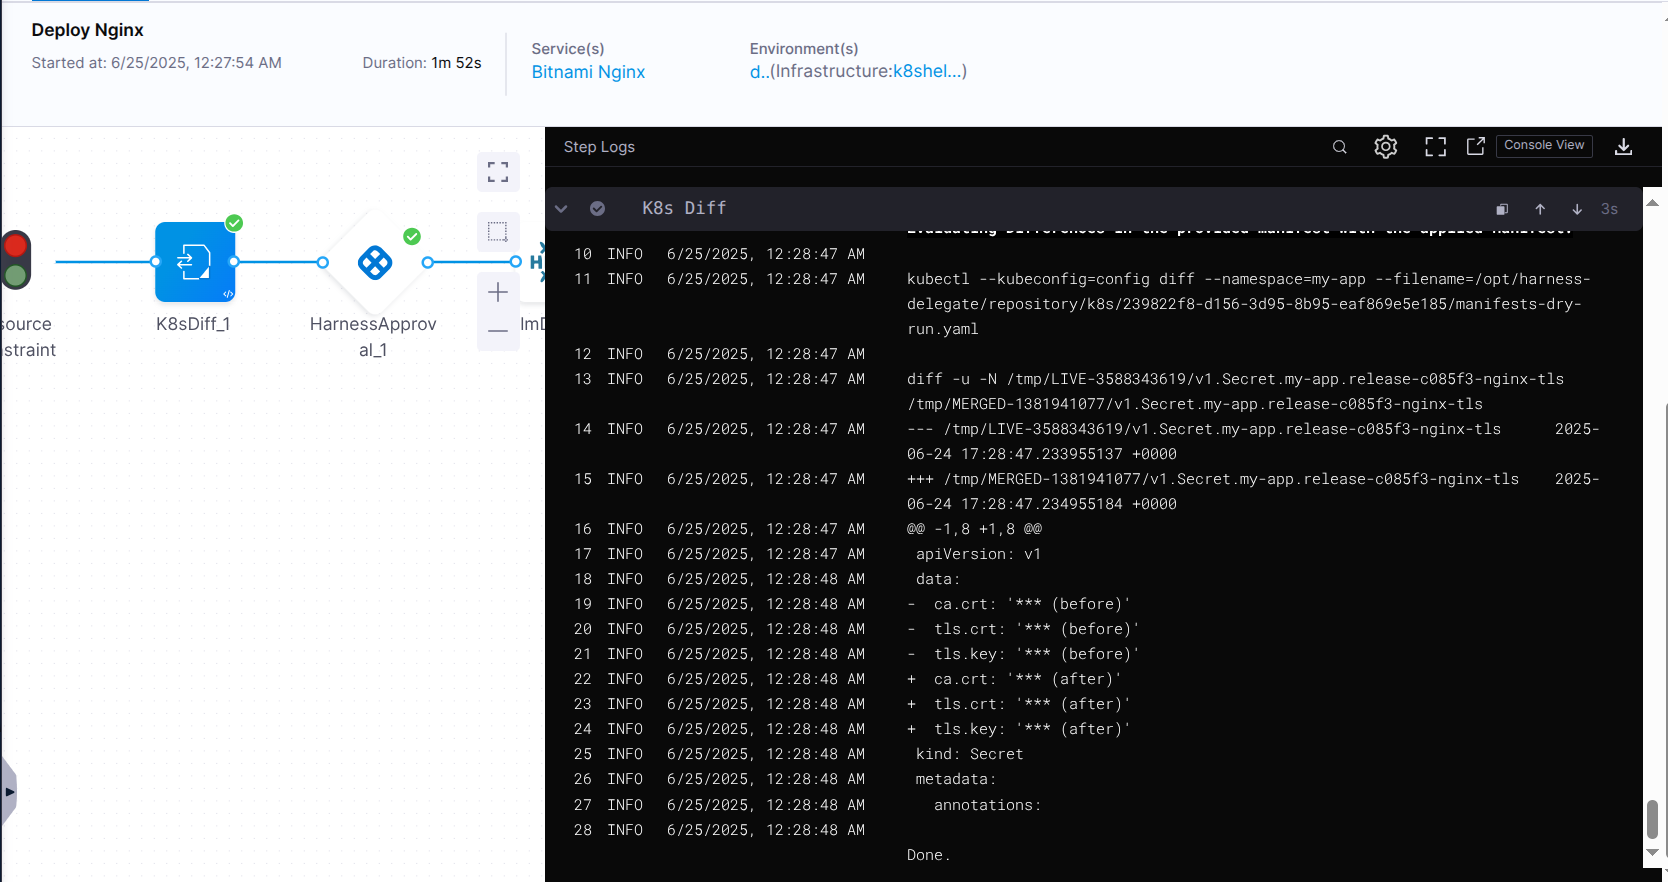 Deploy Nginx
Started at: 6/25/2025, 12:27:54 AM
Duration: 1m 52s
Service(s)
Bitnami Nginx
Environment(s)
d..(Infrastructure:k8shel...)
source
straint
K8sDiff_1
HarnessApprov
al_1
H
ImD
Step Logs
Console View
K8s Diff
3s
Evaluating Differences in the provided manifest with the applied manifest.
10 INFO 6/25/2025, 12:28:47 AM
11 INFO 6/25/2025, 12:28:47 AM kubectl --kubeconfig=config diff --namespace=my-app --filename=/opt/harness-
delegate/repository/k8s/239822f8-d156-3d95-8b95-eaf869e5e185/manifests-dry-
run.yaml
12 INFO 6/25/2025, 12:28:47 AM
13 INFO 6/25/2025, 12:28:47 AM diff -u -N /tmp/LIVE-3588343619/v1.Secret.my-app.release-c085f3-nginx-tls
/tmp/MERGED-1381941077/v1.Secret.my-app.release-c085f3-nginx-tls
14 INFO 6/25/2025, 12:28:47 AM --- /tmp/LIVE-3588343619/v1.Secret.my-app.release-c085f3-nginx-tls 2025-
06-24 17:28:47.233955137 +0000
15 INFO 6/25/2025, 12:28:47 AM +++ /tmp/MERGED-1381941077/v1.Secret.my-app.release-c085f3-nginx-tls 2025-
06-24 17:28:47.234955184 +0000
16 INFO 6/25/2025, 12:28:47 AM @@ -1,8 +1,8 @@
17 INFO 6/25/2025, 12:28:47 AM apiVersion: v1
18 INFO 6/25/2025, 12:28:48 AM data:
19 INFO 6/25/2025, 12:28:48 AM - ca.crt: '*** (before)'
20 INFO 6/25/2025, 12:28:48 AM - tls.crt: '*** (before)'
21 INFO 6/25/2025, 12:28:48 AM - tls.key: '*** (before)'
22 INFO 6/25/2025, 12:28:48 AM + ca.crt: '*** (after)'
23 INFO 6/25/2025, 12:28:48 AM + tls.crt: '*** (after)'
24 INFO 6/25/2025, 12:28:48 AM + tls.key: '*** (after)'
25 INFO 6/25/2025, 12:28:48 AM kind: Secret
26 INFO 6/25/2025, 12:28:48 AM metadata:
27 INFO 6/25/2025, 12:28:48 AM annotations:
28 INFO 6/25/2025, 12:28:48 AM
Done.